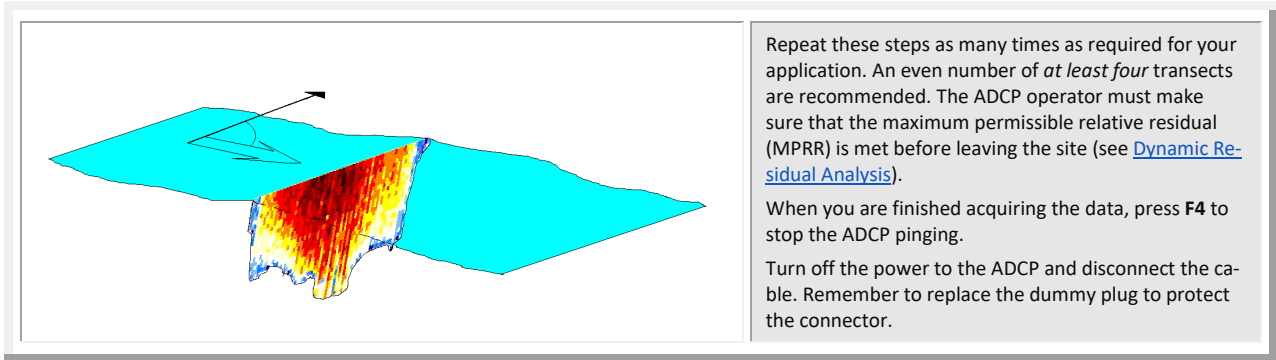 Repeat these steps as many times as required for your
application. An even number of at least four transects
are recommended. The ADCP operator must make
sure that the maximum permissible relative residual
(MPRR) is met before leaving the site (see Dynamic Re-
sidual Analysis).
When you are finished acquiring the data, press F4 to
stop the ADCP pinging.
Turn off the power to the ADCP and disconnect the ca-
ble. Remember to replace the dummy plug to protect
the connector.